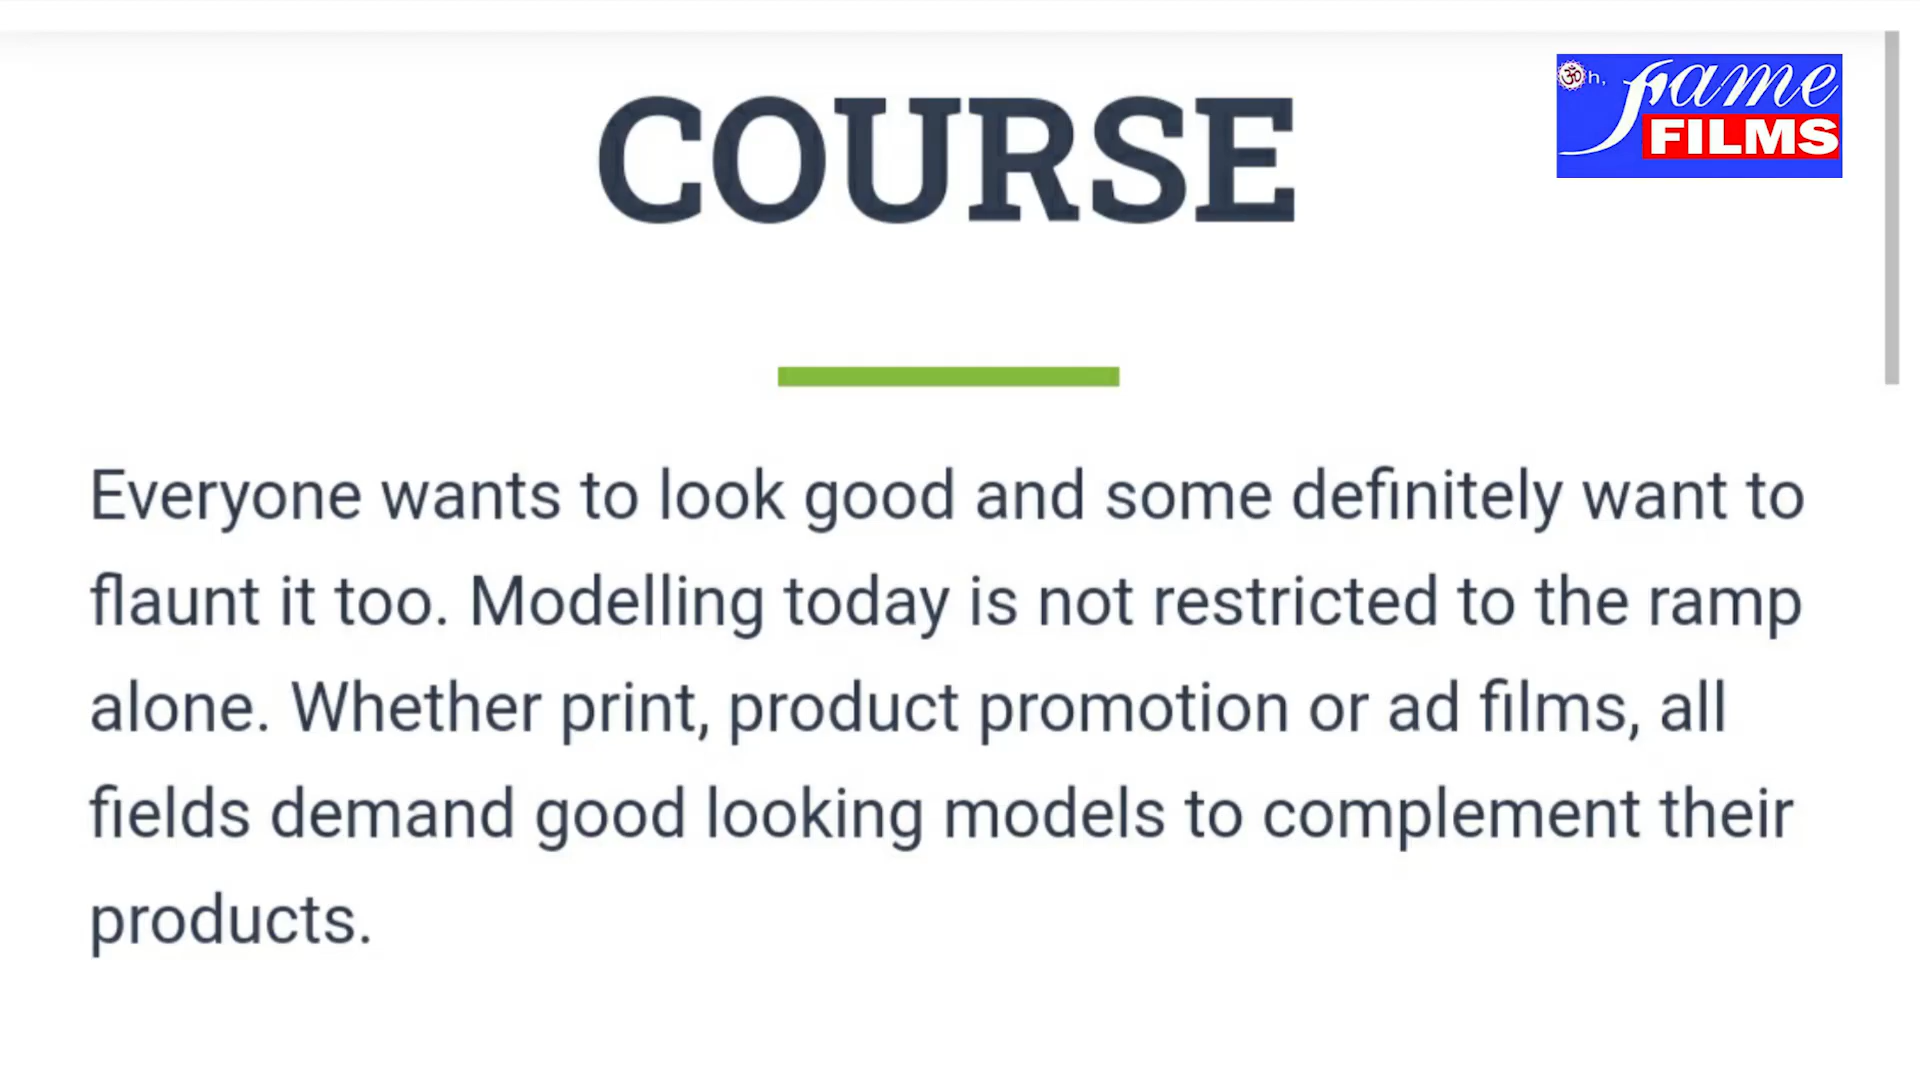 COURSE
ॐh, fame
FILMS
Everyone wants to look good and some definitely want to
flaunt it too. Modelling today is not restricted to the ramp
alone. Whether print, product promotion or ad films, all
fields demand good looking models to complement their
products.